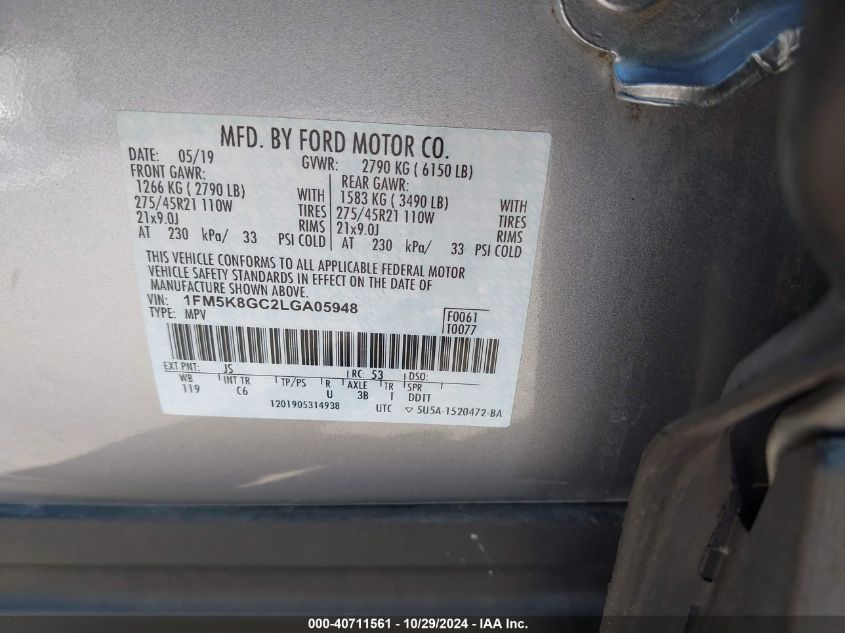 MFD. BY FORD MOTOR CO.
DATE: 05/19 GVWR: 2790 KG ( 6150 LB)
FRONT GAWR: REAR GAWR:
1266 KG ( 2790 LB) WITH 1583 KG ( 3490 LB) WITH
275/45R21 110W TIRES 275/45R21 110W TIRES
21x9.0J RIMS 21x9.0J RIMS
AT 230 kPa/ 33 PSI COLD AT 230 kPa/ 33 PSI COLD
THIS VEHICLE CONFORMS TO ALL APPLICABLE FEDERAL MOTOR
VEHICLE SAFETY STANDARDS IN EFFECT ON THE DATE OF
MANUFACTURE SHOWN ABOVE.
VIN: 1FM5K8GC2LGA05948 F0061
TYPE: MPV T0077
EXT PNT: JS RC: 53 DSO:
WB INT TR TP/PS R AXLE TR SPR
119 C6 U 3B T DDTT
1201905314938 UTC ▽ 5U5A-1520472-BA
000-40711561 / 10/29/2024 - IAA Inc.